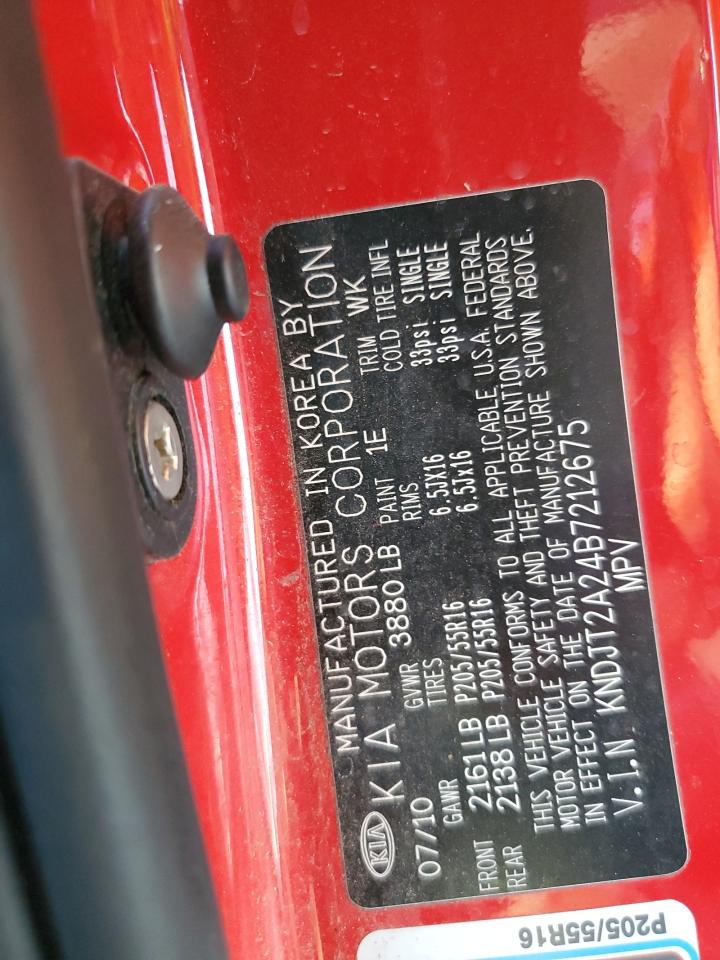 MANUFACTURED IN KOREA BY
KIA KIA MOTORS CORPORATION
07/10 GVWR 3880 LB PAINT 1E TRIM WK
GAWR TIRES RIMS COLD TIRE INFL
FRONT 2161 LB P205/55R16 6.5Jx16 33psi SINGLE
REAR 2138 LB P205/55R16 6.5Jx16 33psi SINGLE
THIS VEHICLE CONFORMS TO ALL APPLICABLE U.S.A. FEDERAL
MOTOR VEHICLE SAFETY AND THEFT PREVENTION STANDARDS
IN EFFECT ON THE DATE OF MANUFACTURE SHOWN ABOVE.
V.I.N KNDJT2A24B7212675
MPV
P205/55R16